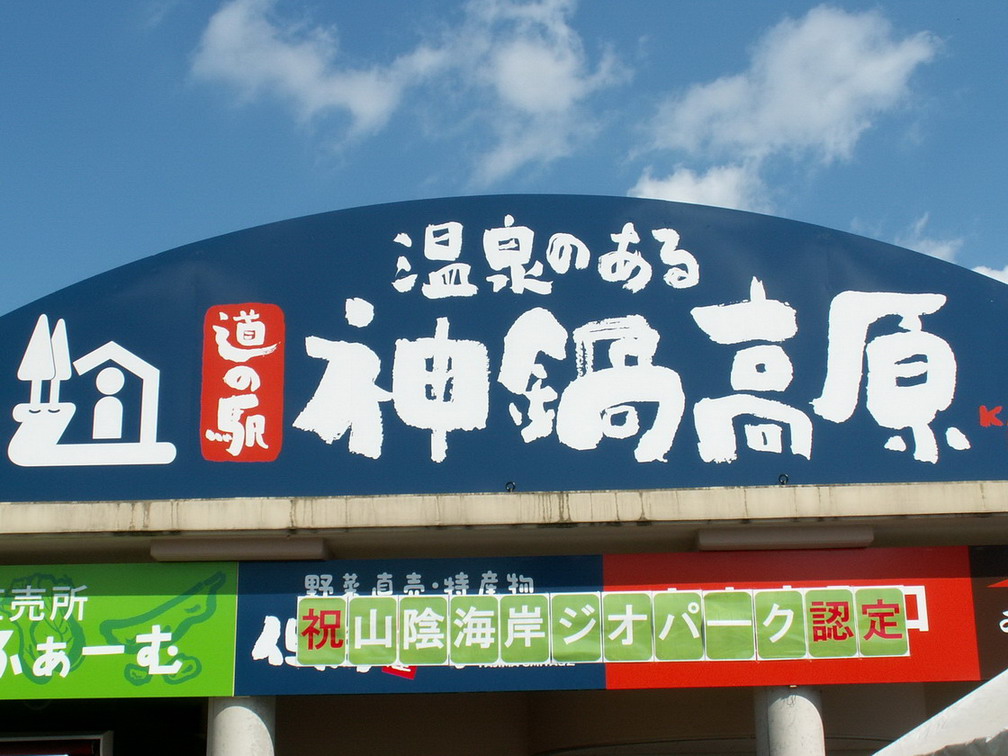 温泉のある
道の駅
神鍋高原
売所
ふぁーむ
野菜直売・特産物
祝山陰海岸ジオパーク認定